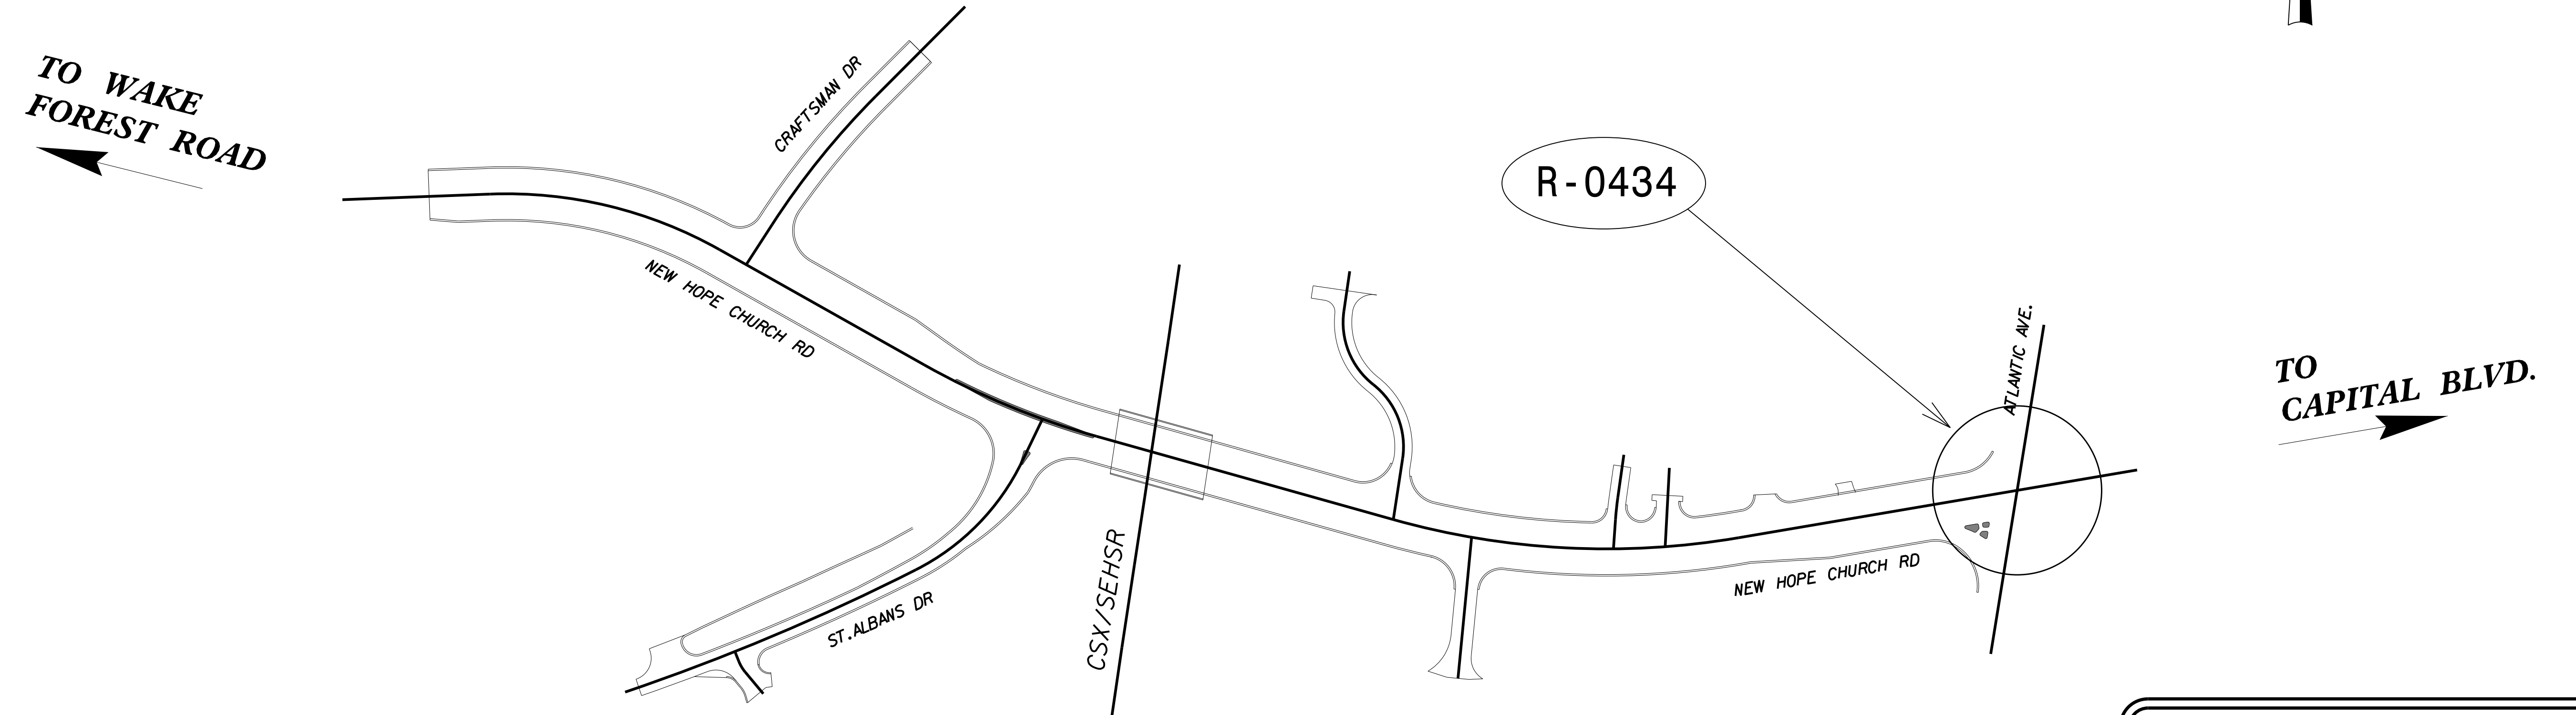 TO WAKE
FOREST ROAD
CRAFTSMAN DR
NEW HOPE CHURCH RD
R-0434
ATLANTIC AVE.
TO
CAPITAL BLVD.
CSX/SEHSR
NEW HOPE CHURCH RD
ST.ALBANS DR